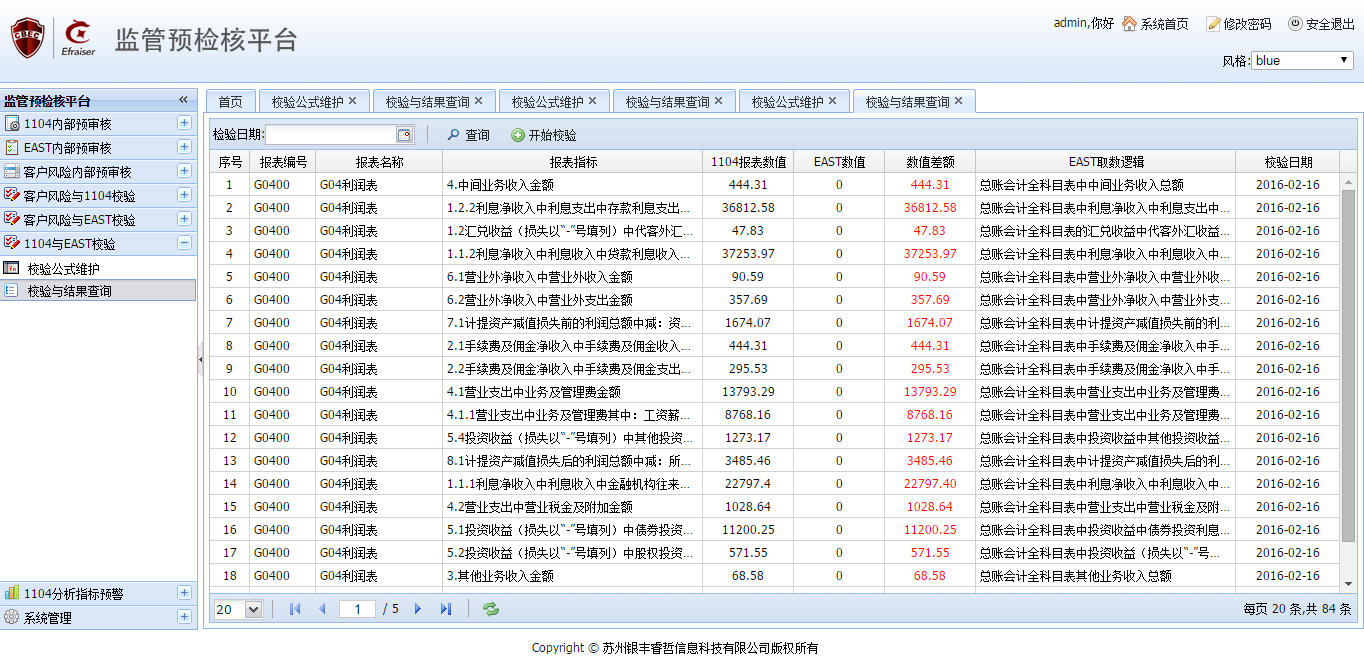 CBEC
Efraiser
监管预检核平台
admin,你好 系统首页 修改密码 安全退出
风格: blue
监管预检核平台
1104内部预审核
EAST内部预审核
客户风险内部预审核
客户风险与1104校验
客户风险与EAST校验
1104与EAST校验
校验公式维护
校验与结果查询
1104分析指标预警
系统管理
首页 校验公式维护 校验与结果查询 校验公式维护 校验与结果查询 校验公式维护 校验与结果查询
校验日期: 查询 开始校验
序号 报表编号 报表名称 报表指标 1104报表数值 EAST数值 数值差额 EAST取数逻辑 校验日期
1 G0400 G04利润表 4.中间业务收入金额 444.31 0 444.31 总账会计全科目表中中间业务收入总额 2016-02-16
2 G0400 G04利润表 1.2.2利息净收入中利息支出中存款利息支出... 36812.58 0 36812.58 总账会计全科目表中利息净收入中利息支出中... 2016-02-16
3 G0400 G04利润表 1.2汇兑收益（损失以“-”号填列）中代客外汇... 47.83 0 47.83 总账会计全科目表的汇兑收益中代客外汇收益... 2016-02-16
4 G0400 G04利润表 1.1.2利息净收入中利息收入中贷款利息收入... 37253.97 0 37253.97 总账会计全科目表中利息净收入中利息收入中... 2016-02-16
5 G0400 G04利润表 6.1营业外净收入中营业外收入金额 90.59 0 90.59 总账会计全科目表中营业外净收入中营业外收... 2016-02-16
6 G0400 G04利润表 6.2营业外净收入中营业外支出金额 357.69 0 357.69 总账会计全科目表中营业外净收入中营业外支... 2016-02-16
7 G0400 G04利润表 7.1计提资产减值损失前的利润总额中减：资... 1674.07 0 1674.07 总账会计全科目表中计提资产减值损失前的利... 2016-02-16
8 G0400 G04利润表 2.1手续费及佣金净收入中手续费及佣金收入... 444.31 0 444.31 总账会计全科目表中手续费及佣金净收入中手... 2016-02-16
9 G0400 G04利润表 2.2手续费及佣金净收入中手续费及佣金支出... 295.53 0 295.53 总账会计全科目表中手续费及佣金净收入中手... 2016-02-16
10 G0400 G04利润表 4.1营业支出中业务及管理费金额 13793.29 0 13793.29 总账会计全科目表中营业支出中业务及管理费... 2016-02-16
11 G0400 G04利润表 4.1.1营业支出中业务及管理费其中：工资薪... 8768.16 0 8768.16 总账会计全科目表中营业支出中业务及管理费... 2016-02-16
12 G0400 G04利润表 5.4投资收益（损失以“-”号填列）中其他投资... 1273.17 0 1273.17 总账会计全科目表中投资收益中其他投资收益... 2016-02-16
13 G0400 G04利润表 8.1计提资产减值损失后的利润总额中减：所... 3485.46 0 3485.46 总账会计全科目表中计提资产减值损失后的利... 2016-02-16
14 G0400 G04利润表 1.1.1利息净收入中利息收入中金融机构往来... 22797.4 0 22797.40 总账会计全科目表中利息净收入中利息收入中... 2016-02-16
15 G0400 G04利润表 4.2营业支出中营业税金及附加金额 1028.64 0 1028.64 总账会计全科目表中营业支出中营业税金及附... 2016-02-16
16 G0400 G04利润表 5.1投资收益（损失以“-”号填列）中债券投资... 11200.25 0 11200.25 总账会计全科目表中投资收益中债券投资利息... 2016-02-16
17 G0400 G04利润表 5.2投资收益（损失以“-”号填列）中股权投资... 571.55 0 571.55 总账会计全科目表中投资收益（损失以“-”号... 2016-02-16
18 G0400 G04利润表 3.其他业务收入金额 68.58 0 68.58 总账会计全科目表其他业务收入总额 2016-02-16
20 1 / 5 每页 20 条,共 84 条
Copyright © 苏州银丰睿哲信息科技有限公司版权所有